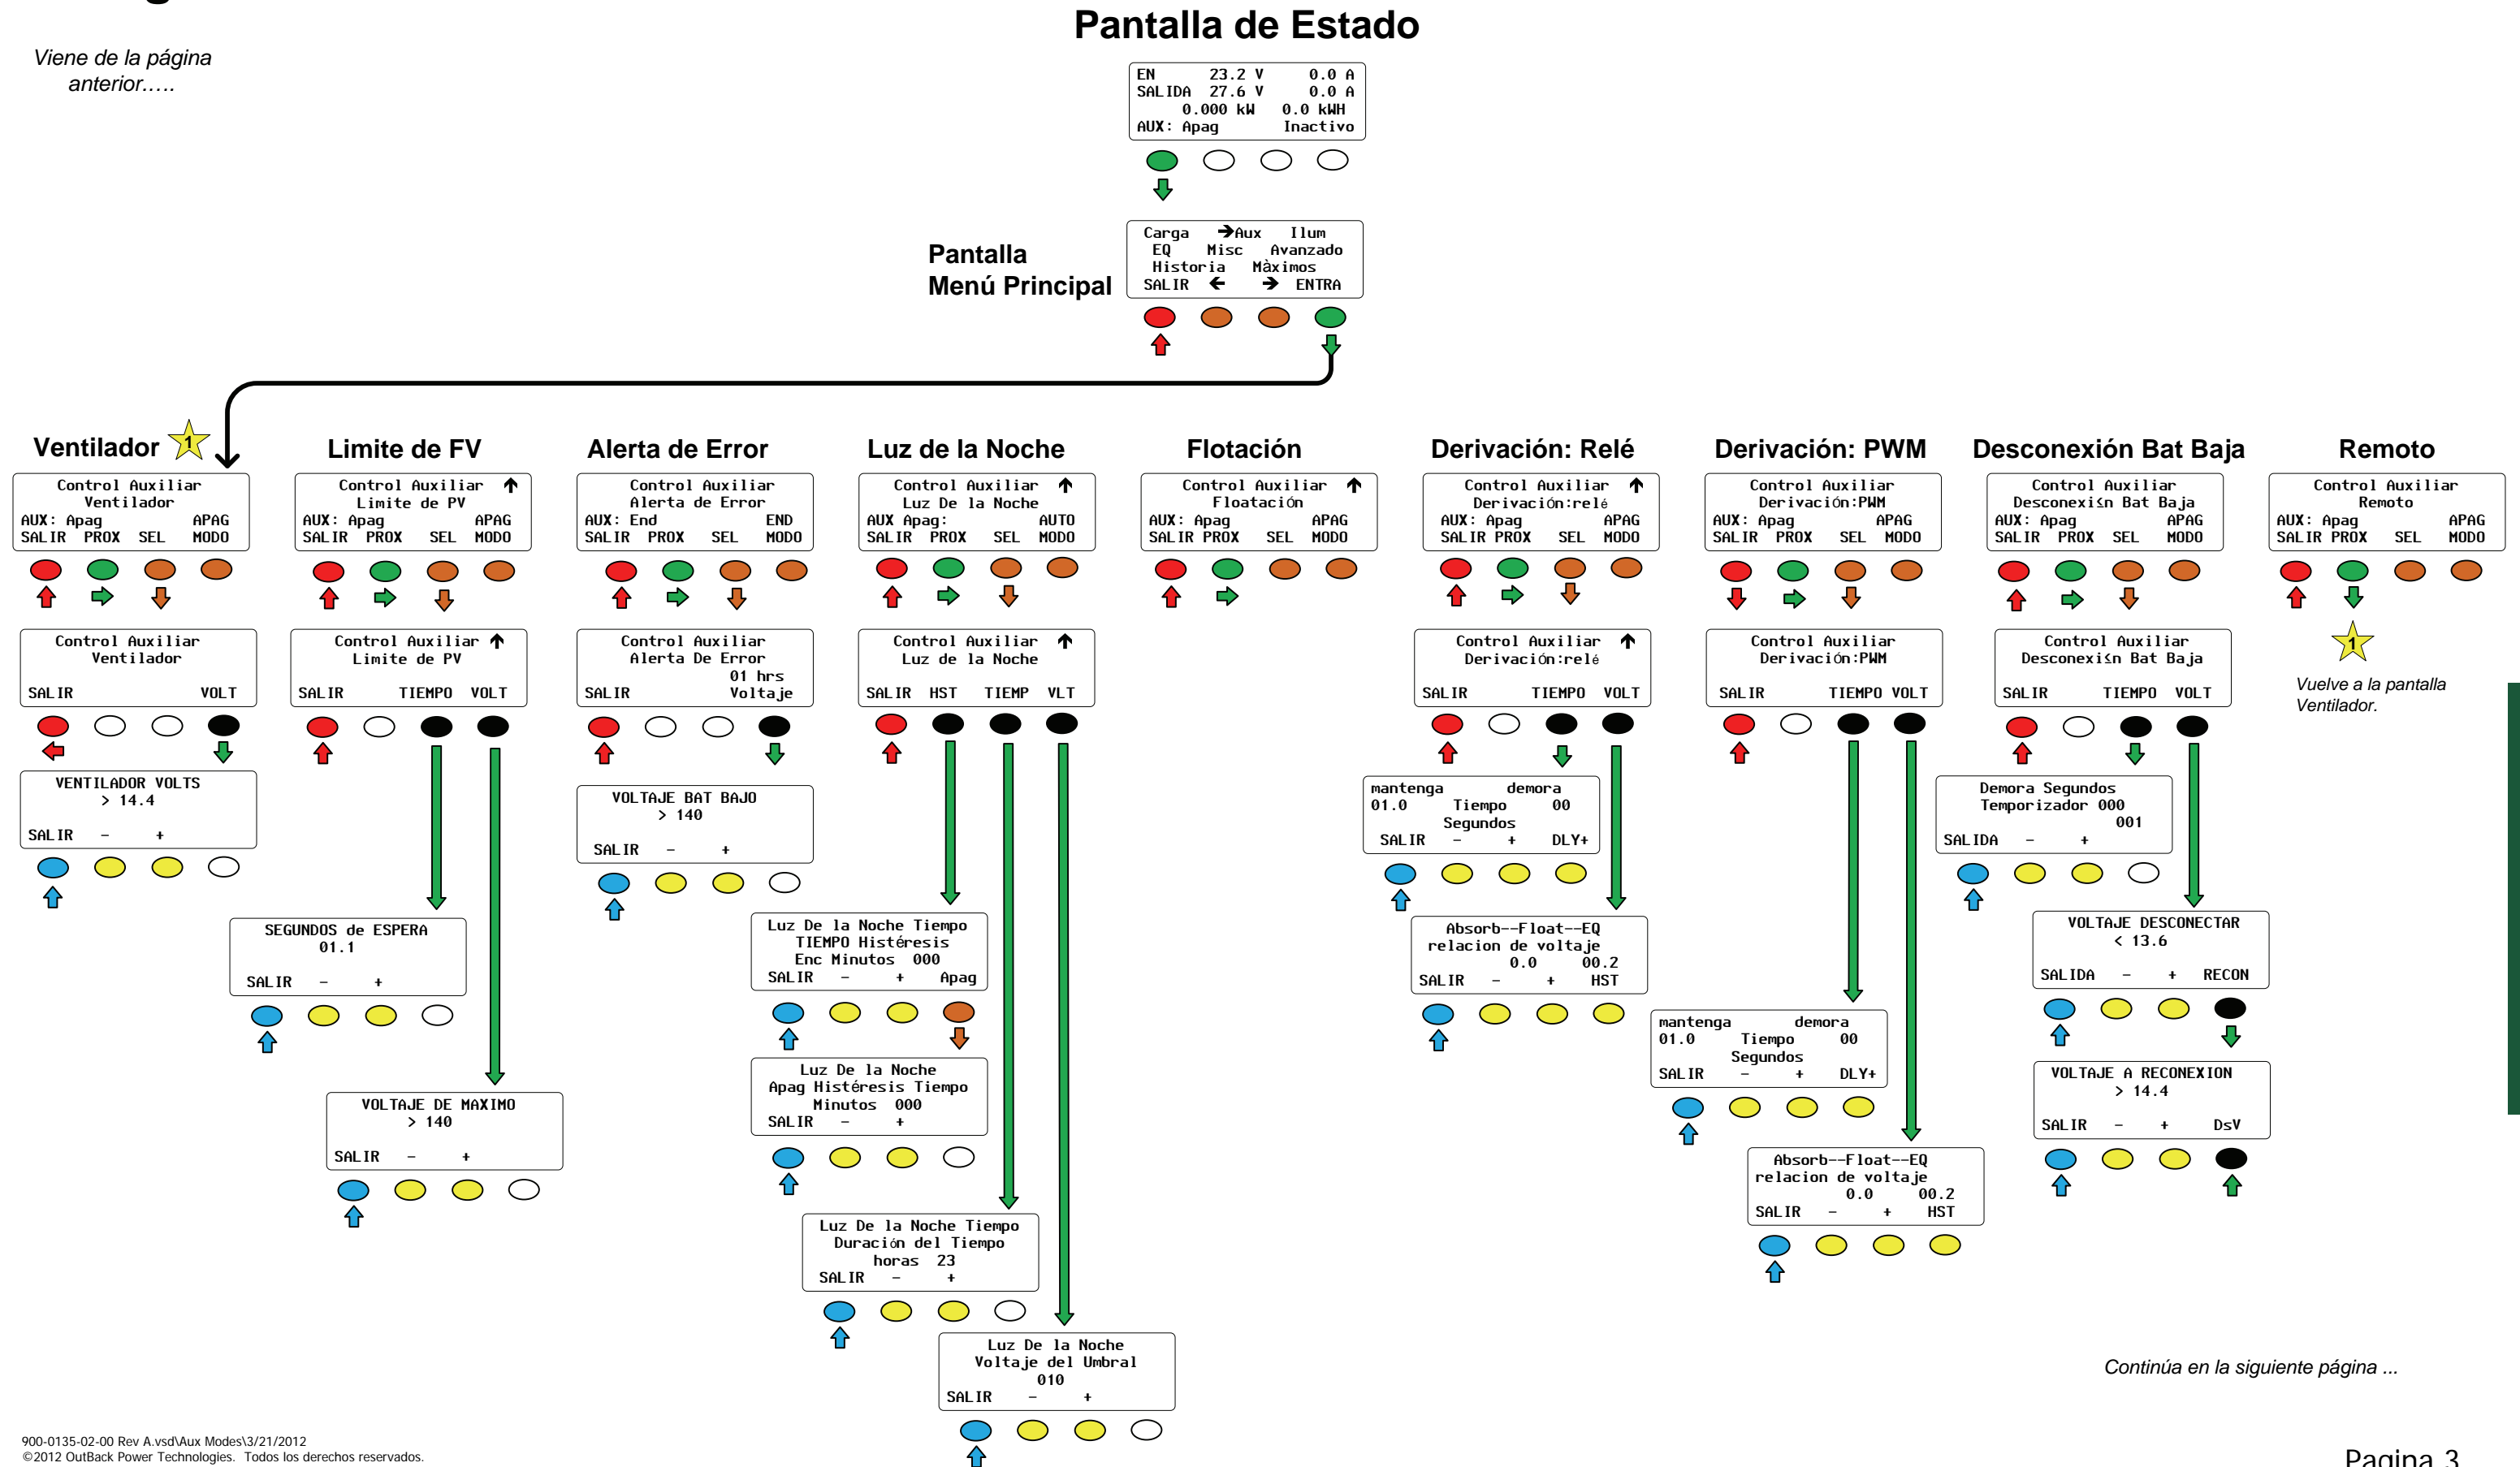 Pantalla de Estado
Viene de la página
anterior…..
EN 23.2 V 0.0 A
SALIDA 27.6 V 0.0 A
0.000 kW 0.0 kWH
AUX: Apag Inactivo
Pantalla
Menú Principal
Carga ➔Aux Ilum
EQ Misc Avanzado
Historia Màximos
SALIR ← → ENTRA
Ventilador 1
Control Auxiliar
Ventilador
AUX: Apag APAG
SALIR PROX SEL MODO
Control Auxiliar
Ventilador
SALIR VOLT
VENTILADOR VOLTS
> 14.4
SALIR - +
Limite de FV
Control Auxiliar ↑
Limite de PV
AUX: Apag APAG
SALIR PROX SEL MODO
Control Auxiliar ↑
Limite de PV
SALIR TIEMPO VOLT
SEGUNDOS de ESPERA
01.1
SALIR - +
VOLTAJE DE MAXIMO
> 140
SALIR - +
Alerta de Error
Control Auxiliar
Alerta de Error
AUX: End END
SALIR PROX SEL MODO
Control Auxiliar
Alerta De Error
01 hrs
SALIR Voltaje
VOLTAJE BAT BAJO
> 140
SALIR - +
Luz de la Noche
Control Auxiliar ↑
Luz De la Noche
AUX Apag: AUTO
SALIR PROX SEL MODO
Control Auxiliar ↑
Luz de la Noche
SALIR HST TIEMP VLT
Luz De la Noche Tiempo
TIEMPO Histéresis
Enc Minutos 000
SALIR - + Apag
Luz De la Noche
Apag Histéresis Tiempo
Minutos 000
SALIR - +
Luz De la Noche Tiempo
Duración del Tiempo
horas 23
SALIR - +
Luz De la Noche
Voltaje del Umbral
010
SALIR - +
Flotación
Control Auxiliar ↑
Floatación
AUX: Apag APAG
SALIR PROX SEL MODO
Derivación: Relé
Control Auxiliar ↑
Derivación:relé
AUX: Apag APAG
SALIR PROX SEL MODO
Control Auxiliar ↑
Derivación:relé
SALIR TIEMPO VOLT
mantenga demora
01.0 Tiempo 00
Segundos
SALIR - + DLY+
Absorb--Float--EQ
relacion de voltaje
0.0 00.2
SALIR - + HST
Derivación: PWM
Control Auxiliar
Derivación:PWM
AUX: Apag APAG
SALIR PROX SEL MODO
Control Auxiliar
Derivación:PWM
SALIR TIEMPO VOLT
mantenga demora
01.0 Tiempo 00
Segundos
SALIR - + DLY+
Absorb--Float--EQ
relacion de voltaje
0.0 00.2
SALIR - + HST
Desconexión Bat Baja
Control Auxiliar
Desconexi≤n Bat Baja
AUX: Apag APAG
SALIR PROX SEL MODO
Control Auxiliar
Desconexi≤n Bat Baja
SALIR TIEMPO VOLT
Demora Segundos
Temporizador 000
001
SALIDA - +
VOLTAJE DESCONECTAR
< 13.6
SALIDA - + RECON
VOLTAJE A RECONEXION
> 14.4
SALIR - + DsV
Remoto
Control Auxiliar
Remoto
AUX: Apag APAG
SALIR PROX SEL MODO
1
Vuelve a la pantalla
Ventilador.
Continúa en la siguiente página ...
900-0135-02-00 Rev A.vsd\Aux Modes\3/21/2012
©2012 OutBack Power Technologies. Todos los derechos reservados.
Pagina 3